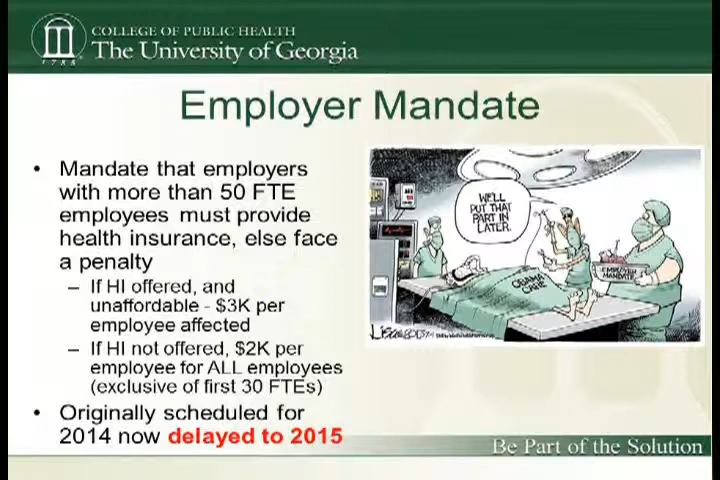 COLLEGE OF PUBLIC HEALTH
The University of Georgia
1785
Employer Mandate
• Mandate that employers
with more than 50 FTE
employees must provide
health insurance, else face
a penalty
– If HI offered, and
unaffordable - $3K per
employee affected
– If HI not offered, $2K per
employee for ALL employees
(exclusive of first 30 FTEs)
• Originally scheduled for
2014 now delayed to 2015
WE'LL
PUT THAT
PART IN
LATER.
EMPLOYER
MANDATE
OBAMA
CARE
Be Part of the Solution